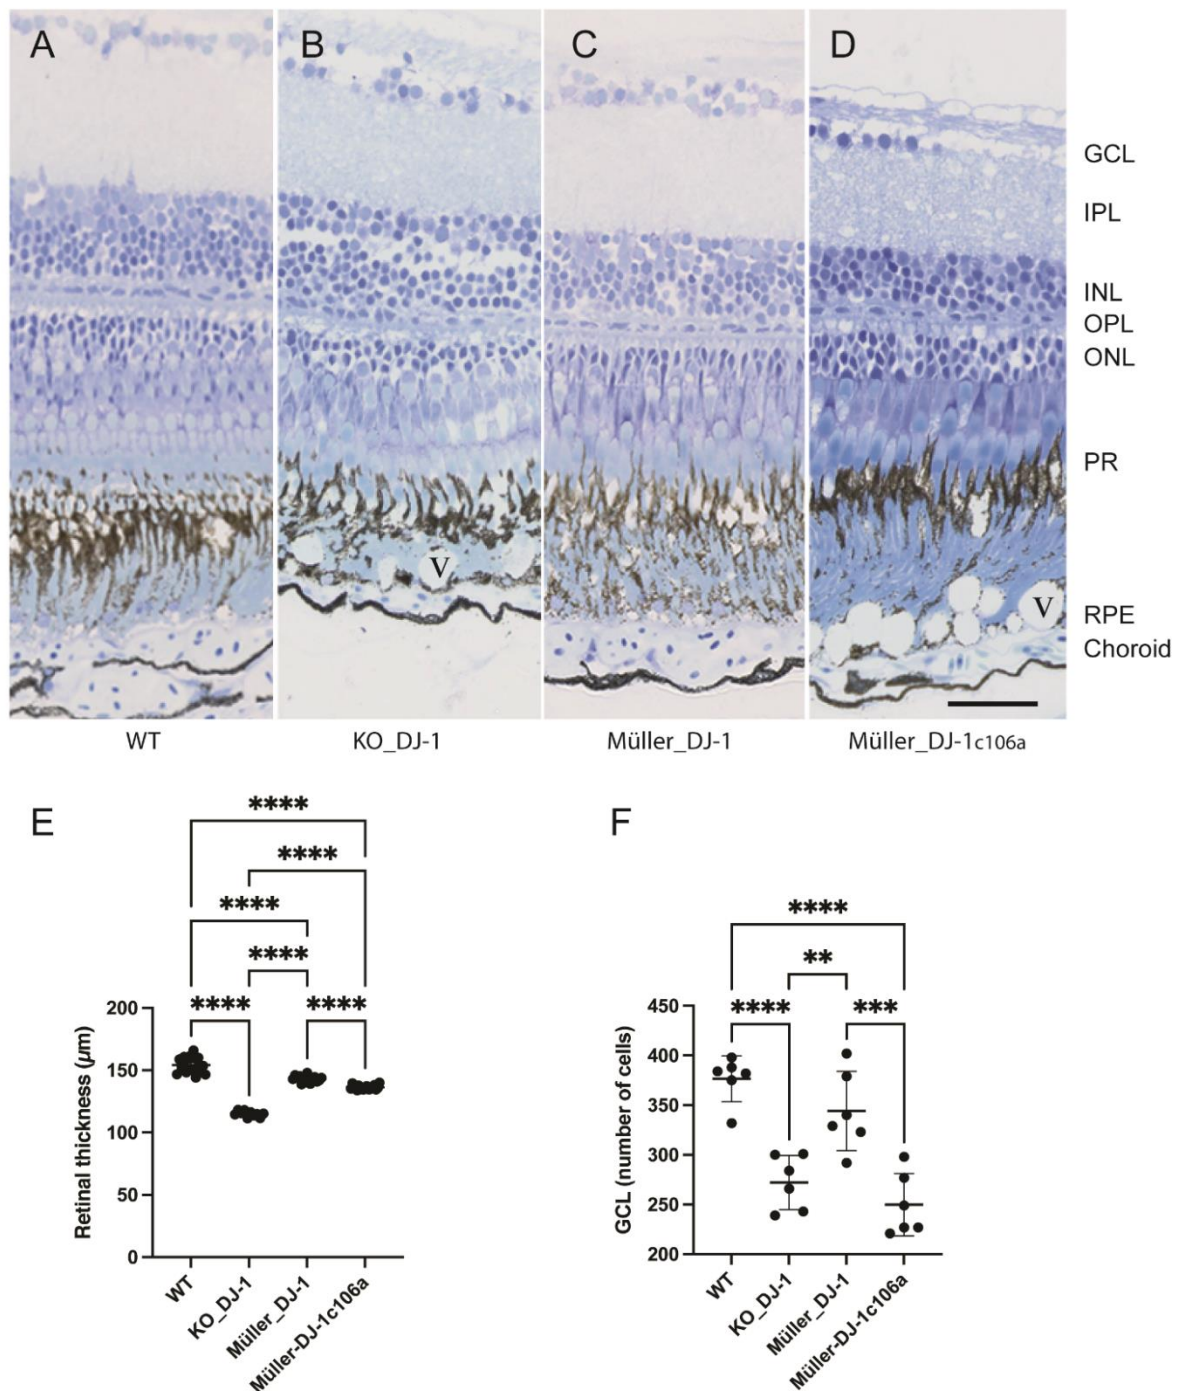 A
B
C
D
GCL
IPL
INL
OPL
ONL
PR
V
V
RPE
Choroid
WT
KO_DJ-1
Müller_DJ-1
Müller_DJ-1c106a
E
****
****
****
****
****
****
Retinal thickness (µm)
200
150
100
50
0
WT
KO_DJ-1
Müller_DJ-1
Müller-DJ-1c106a
F
****
**
****
***
GCL (number of cells)
450
400
350
300
250
200
WT
KO_DJ-1
Müller_DJ-1
Müller-DJ-1c106a